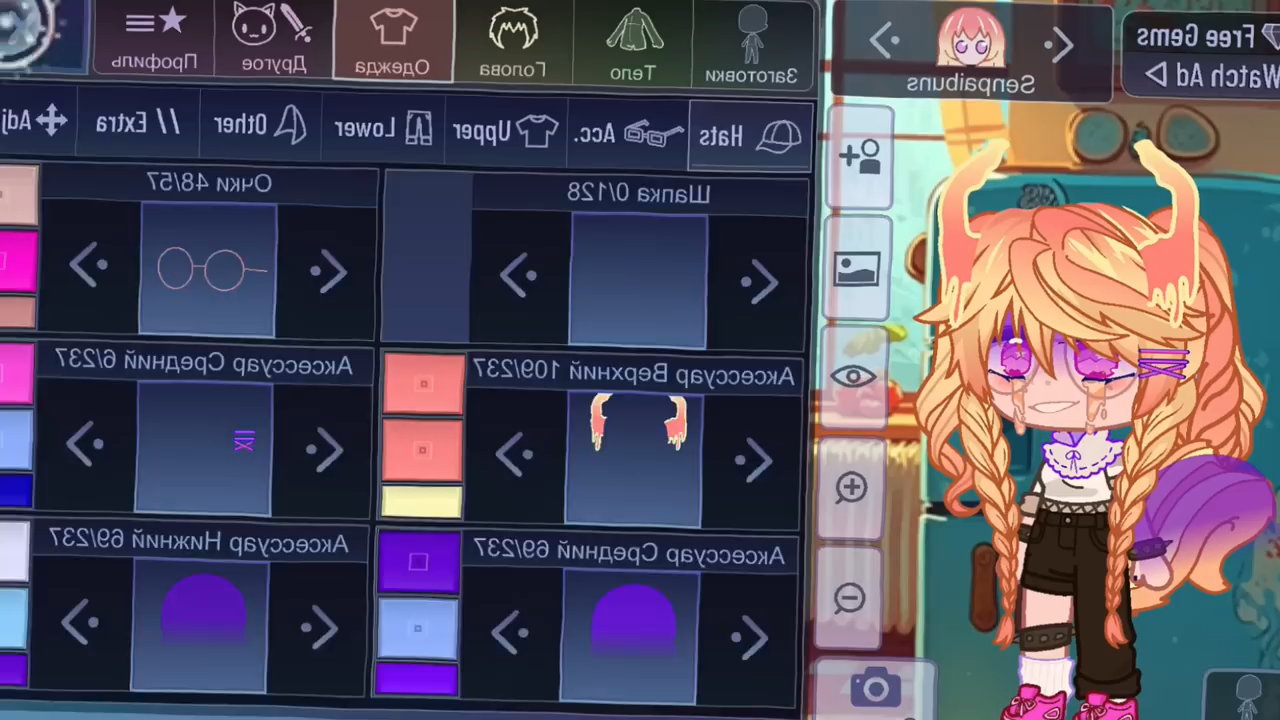 Профиль
Другое
Одежда
Голова
Тело
Заготовки
Senpaibuns
Free Gems
Watch Ad
Adj
Extra
Other
Lower
Upper
Acc.
Hats
Очки 48/57
Шапка 0/128
Аксессуар Средний 6/237
Аксессуар Верхний 109/237
Аксессуар Нижний 69/237
Аксессуар Средний 69/237